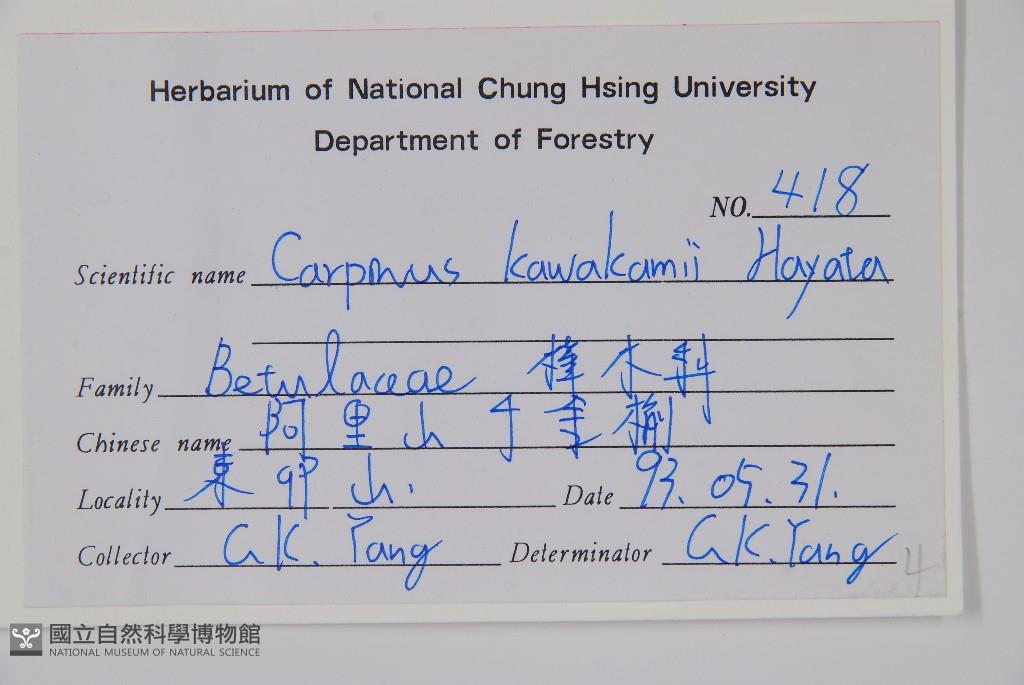 Herbarium of National Chung Hsing University
Department of Forestry
NO. 418
Scientific name Carpinus kawakamii Hayata
Family Betulaceae 樺木科
Chinese name 阿里山千金榆
Locality 東卯山. Date 93.05.31.
Collector C.K. Yang Determinator C.K. Yang
4
國立自然科學博物館
NATIONAL MUSEUM OF NATURAL SCIENCE